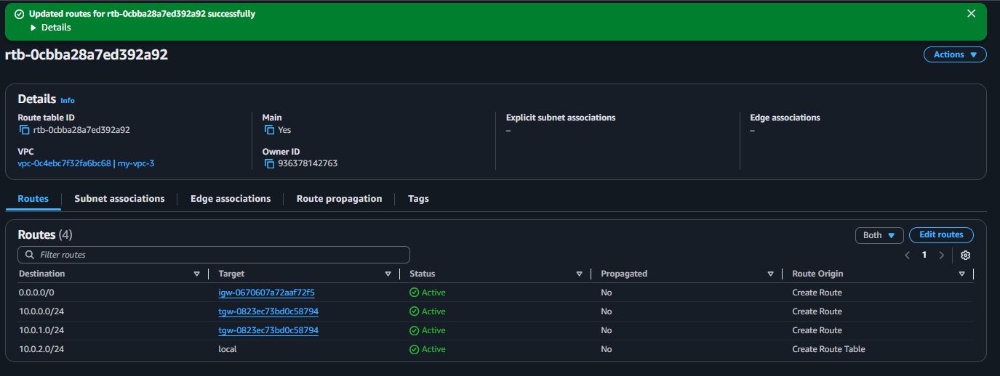 Updated routes for rtb-0cbba28a7ed392a92 successfully
Details
rtb-0cbba28a7ed392a92
Actions
Details Info
Route table ID
rtb-0cbba28a7ed392a92
Main
Yes
Explicit subnet associations
–
Edge associations
–
VPC
vpc-0c4ebc7f32fa6bc68 | my-vpc-3
Owner ID
936378142763
Routes Subnet associations Edge associations Route propagation Tags
Routes (4)
Both
Edit routes
Filter routes
1
Destination Target Status Propagated Route Origin
0.0.0.0/0 igw-0670607a72aaf72f5 Active No Create Route
10.0.0.0/24 tgw-0823ec73bd0c58794 Active No Create Route
10.0.1.0/24 tgw-0823ec73bd0c58794 Active No Create Route
10.0.2.0/24 local Active No Create Route Table